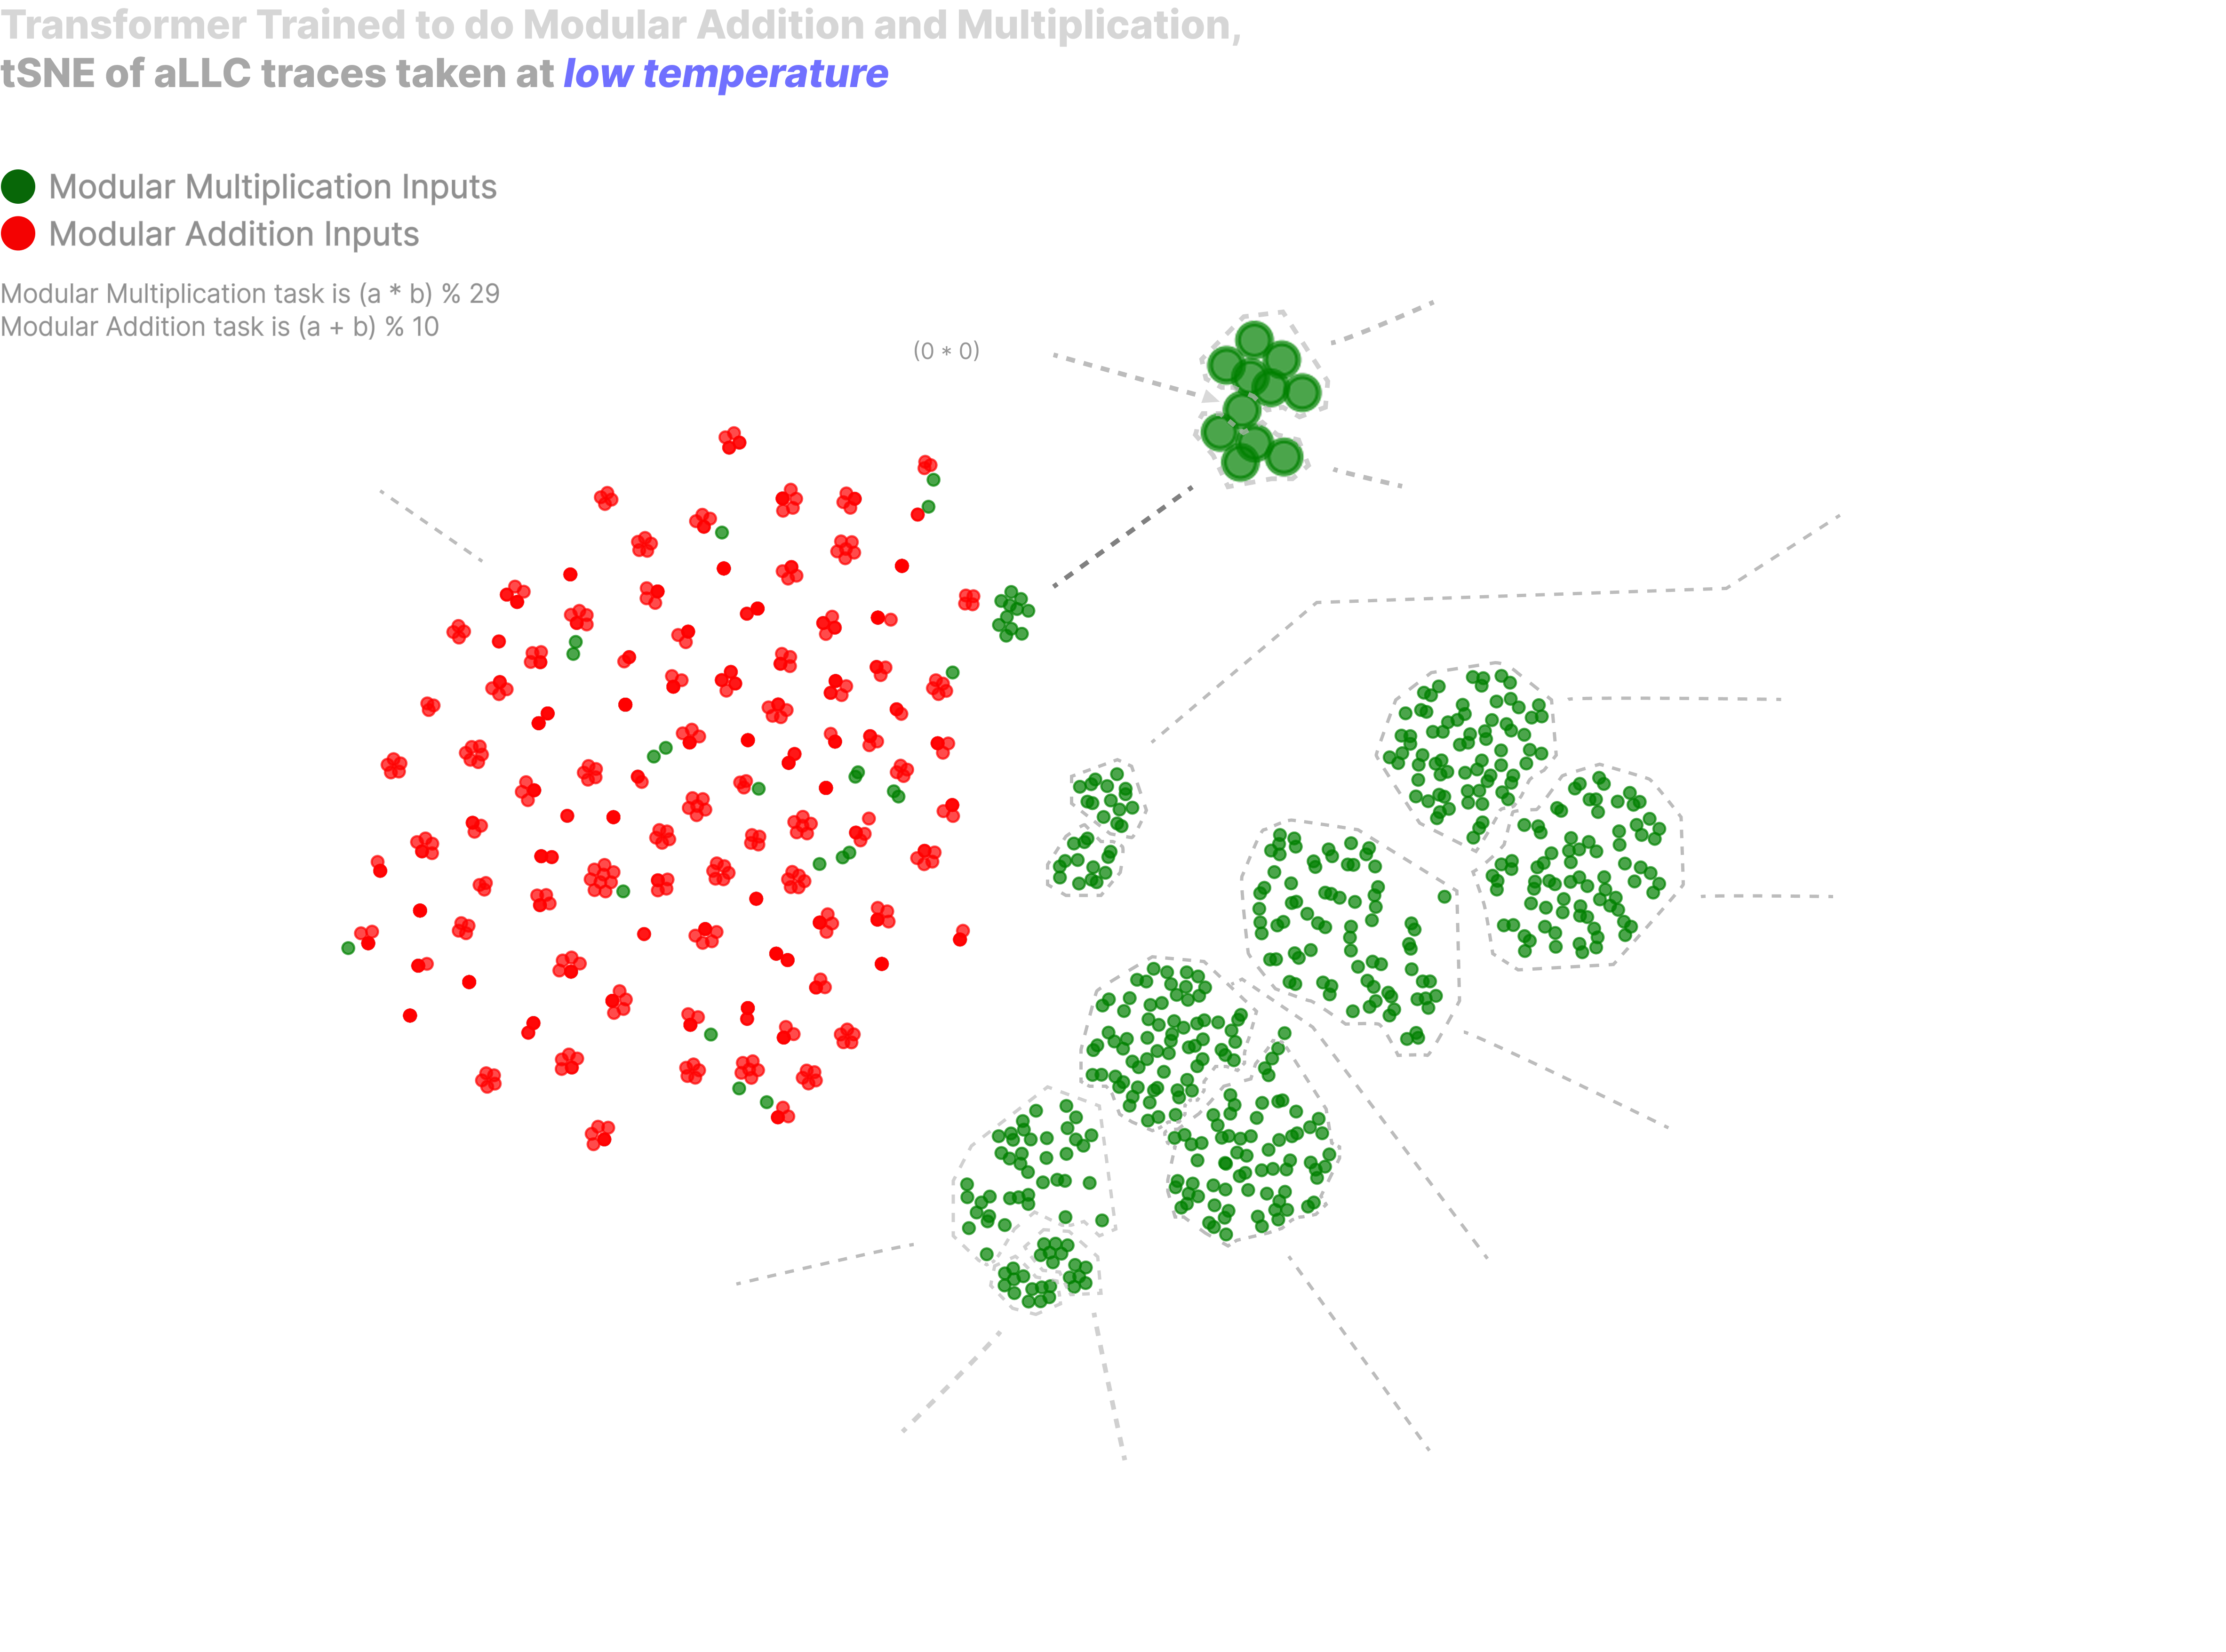 Transformer Trained to do Modular Addition and Multiplication,
tSNE of aLLC traces taken at low temperature
Modular Multiplication Inputs
Modular Addition Inputs
Modular Multiplication task is (a * b) % 29
Modular Addition task is (a + b) % 10
(0 * 0)